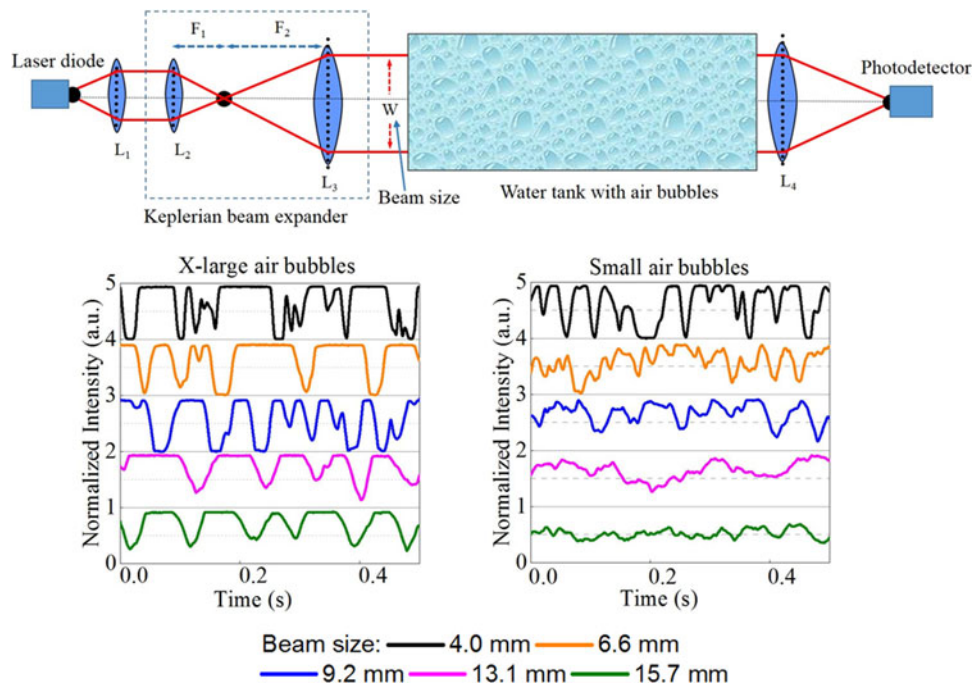 F₁ F₂
Laser diode
Photodetector
W
L₁ L₂
L₃
L₄
Beam size
Water tank with air bubbles
Keplerian beam expander
X-large air bubbles
Normalized Intensity (a.u.)
5
4
3
2
1
0
0.0 0.2 0.4
Time (s)
Small air bubbles
Normalized Intensity (a.u.)
5
4
3
2
1
0
0.0 0.2 0.4
Time (s)
Beam size: 4.0 mm 6.6 mm
9.2 mm 13.1 mm 15.7 mm